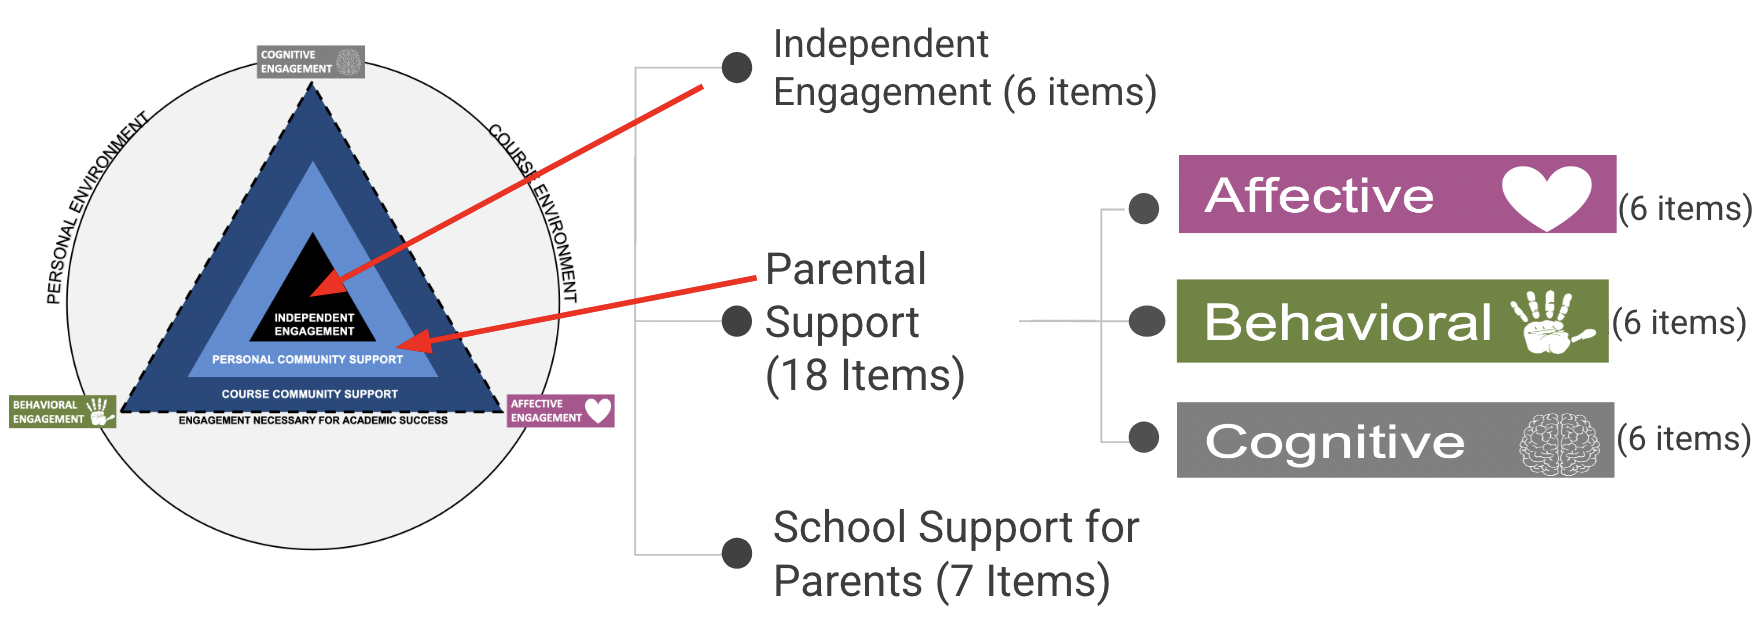 COGNITIVE
ENGAGEMENT
PERSONAL ENVIRONMENT
COURSE ENVIRONMENT
INDEPENDENT
ENGAGEMENT
PERSONAL COMMUNITY SUPPORT
COURSE COMMUNITY SUPPORT
BEHAVIORAL
ENGAGEMENT
AFFECTIVE
ENGAGEMENT
ENGAGEMENT NECESSARY FOR ACADEMIC SUCCESS
Independent
Engagement (6 items)
Parental
Support
(18 Items)
Affective (6 items)
Behavioral (6 items)
Cognitive (6 items)
School Support for
Parents (7 Items)